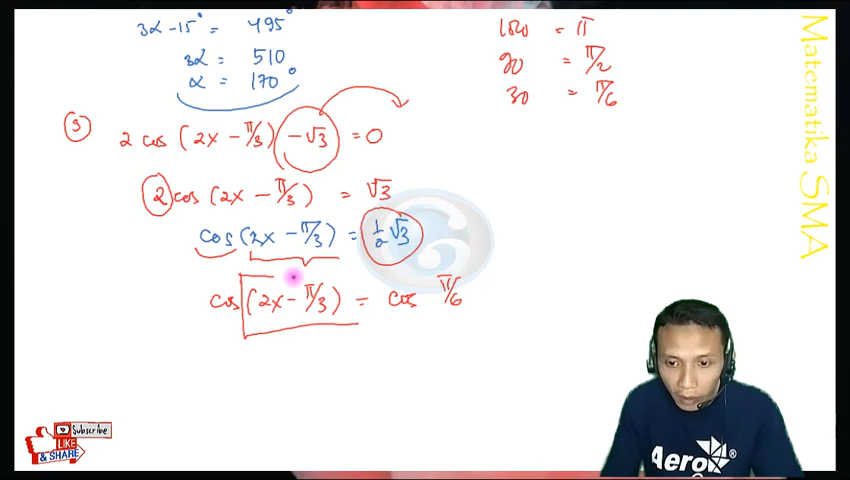 3α - 15° = 495°
3α = 510
α = 170°
180 = π
90 = π/2
30 = π/6
3 2 cos (2x - π/3) - √3 = 0
2 cos (2x - π/3) = √3
cos (2x - π/3) = 1/2 √3
cos (2x - π/3) = cos π/6
Matematika SMA
Subscribe
LIKE
& SHARE
Aero